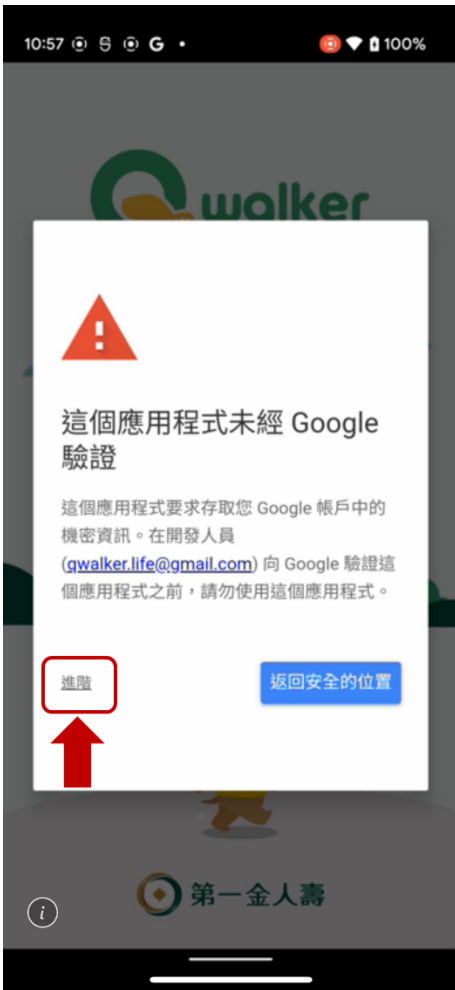 10:57 G 100%
walker
這個應用程式未經 Google
驗證
這個應用程式要求存取您 Google 帳戶中的
機密資訊。在開發人員
(qwalker.life@gmail.com) 向 Google 驗證這
個應用程式之前，請勿使用這個應用程式。
進階
返回安全的位置
第一金人壽
i